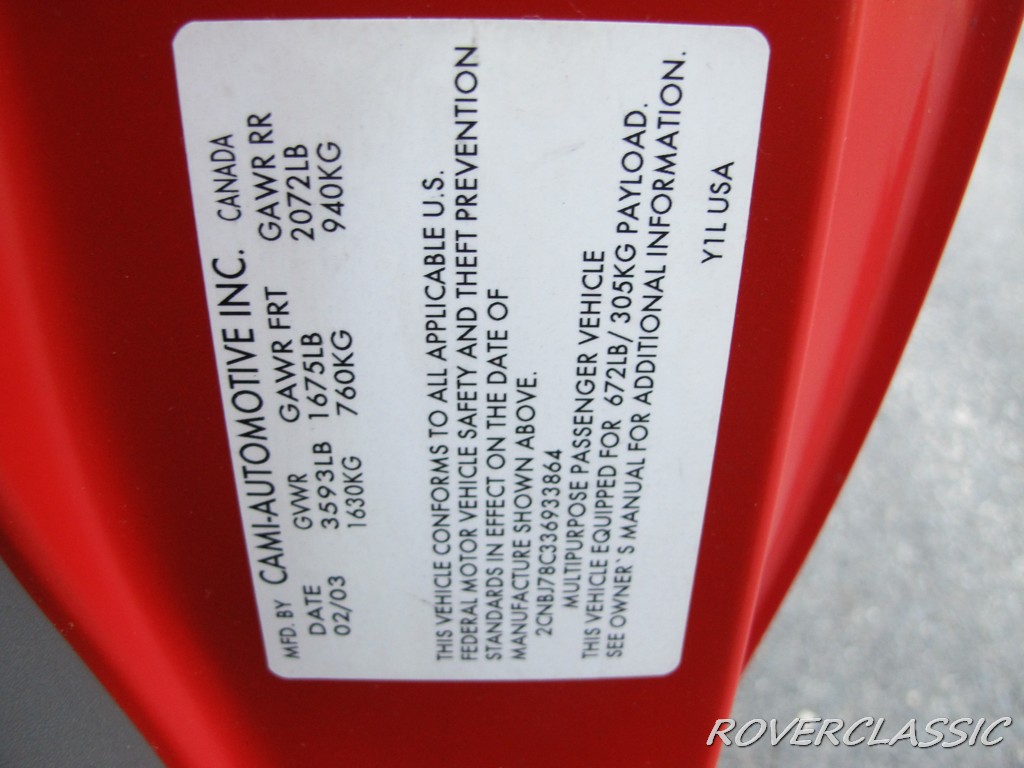 MFD. BY CAMI-AUTOMOTIVE INC. CANADA
DATE GVWR GAWR FRT GAWR RR
02/03 3593LB 1675LB 2072LB
1630KG 760KG 940KG
THIS VEHICLE CONFORMS TO ALL APPLICABLE U.S.
FEDERAL MOTOR VEHICLE SAFETY AND THEFT PREVENTION
STANDARDS IN EFFECT ON THE DATE OF
MANUFACTURE SHOWN ABOVE.
2CNBJ78C336933864
MULTIPURPOSE PASSENGER VEHICLE
THIS VEHICLE EQUIPPED FOR 672LB/ 305KG PAYLOAD.
SEE OWNER`S MANUAL FOR ADDITIONAL INFORMATION.
Y1L USA
ROVERCLASSIC